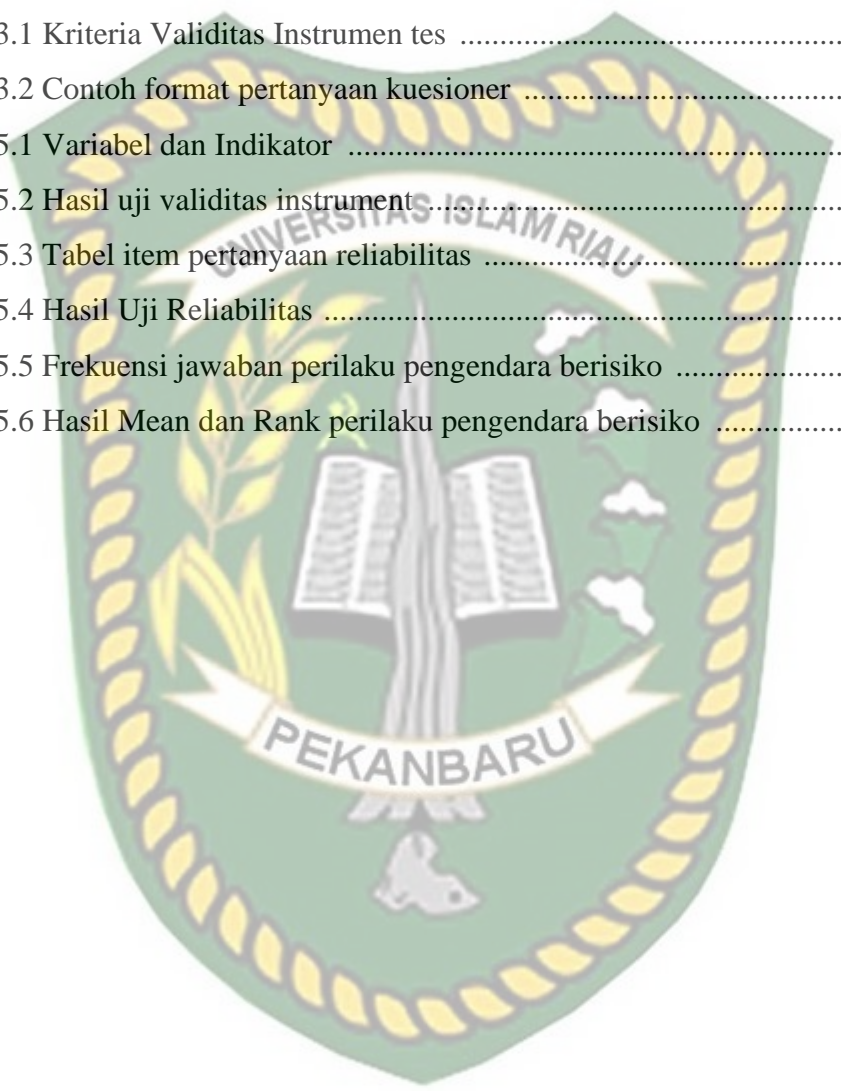 3.1 Kriteria Validitas Instrumen tes ................................................
3.2 Contoh format pertanyaan kuesioner ........................................
5.1 Variabel dan Indikator ..............................................................
5.2 Hasil uji validitas instrument .....................................................
UNIVERSITAS ISLAM RIAU
5.3 Tabel item pertanyaan reliabilitas .............................................
5.4 Hasil Uji Reliabilitas .................................................................
5.5 Frekuensi jawaban perilaku pengendara berisiko .....................
5.6 Hasil Mean dan Rank perilaku pengendara berisiko ................
PEKANBARU